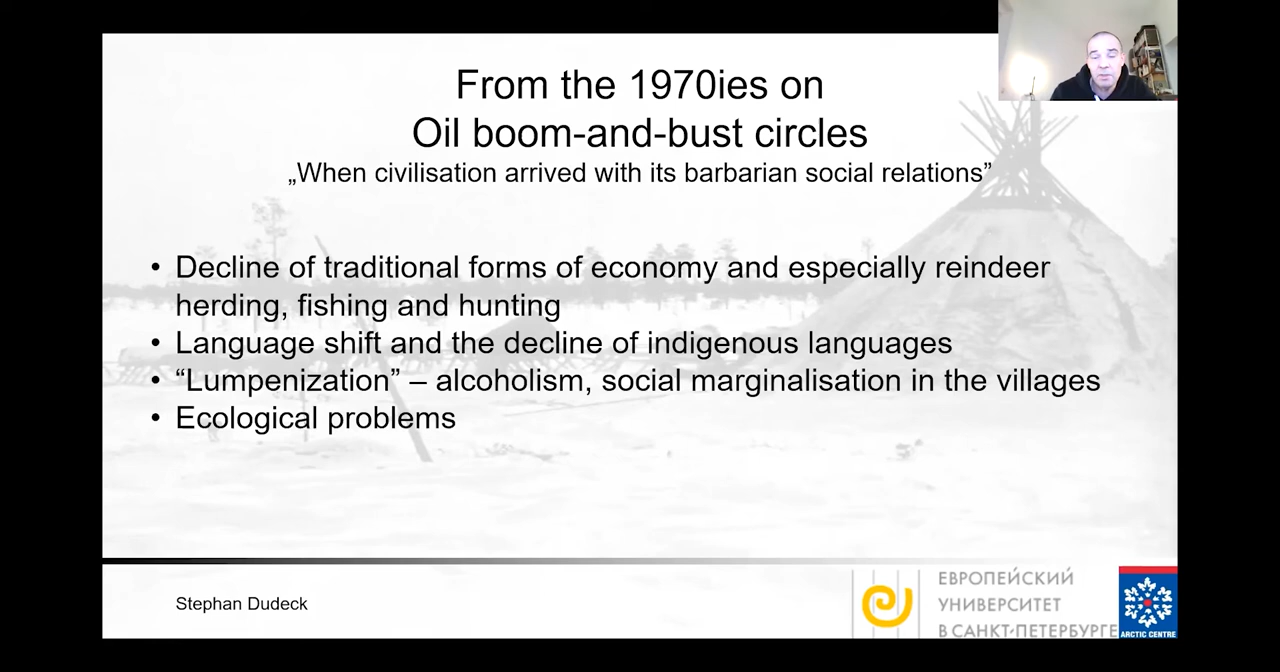 From the 1970ies on
Oil boom-and-bust circles
„When civilisation arrived with its barbarian social relations”
• Decline of traditional forms of economy and especially reindeer
herding, fishing and hunting
• Language shift and the decline of indigenous languages
• “Lumpenization” – alcoholism, social marginalisation in the villages
• Ecological problems
Stephan Dudeck
ЕВРОПЕЙСКИЙ
УНИВЕРСИТЕТ
В САНКТ-ПЕТЕРБУРГЕ
ARCTIC CENTRE